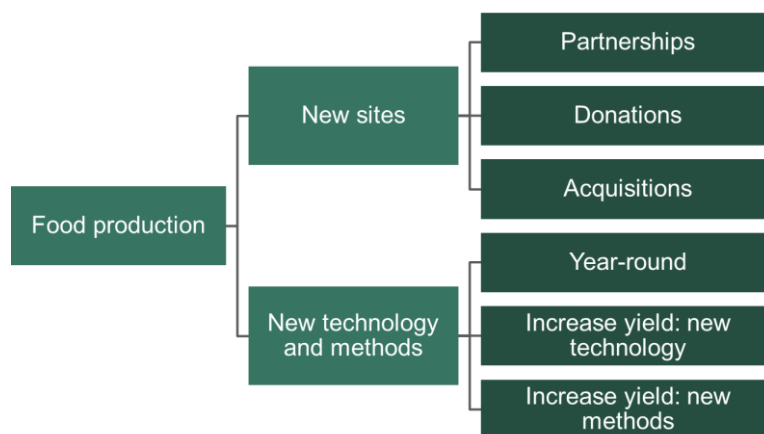 Partnerships
New sites
Donations
Acquisitions
Food production
Year-round
New technology
and methods
Increase yield: new
technology
Increase yield: new
methods